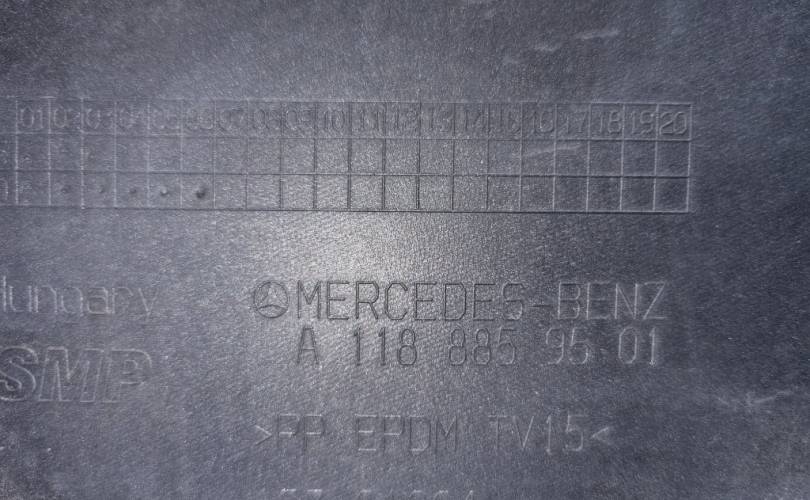 01 02 03 04 05 06 07 08 09 10 11 12 13 14 15 16 17 18 19 20
Hungary
MERCEDES-BENZ
SMP
A 118 885 95 01
>PP EPDM TV15<